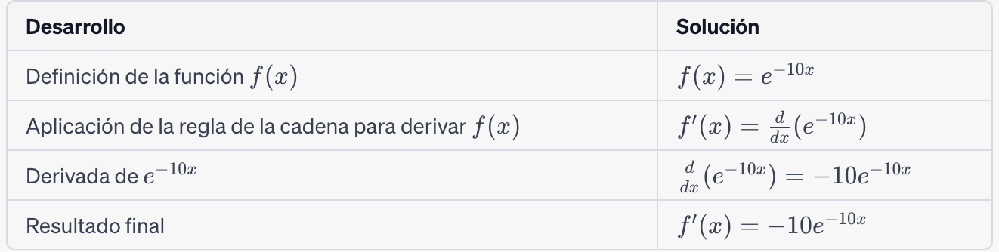 Desarrollo Solución
Definición de la función f(x) f(x) = e^{-10x}
Aplicación de la regla de la cadena para derivar f(x) f'(x) = \frac{d}{dx}(e^{-10x})
Derivada de e^{-10x} \frac{d}{dx}(e^{-10x}) = -10e^{-10x}
Resultado final f'(x) = -10e^{-10x}